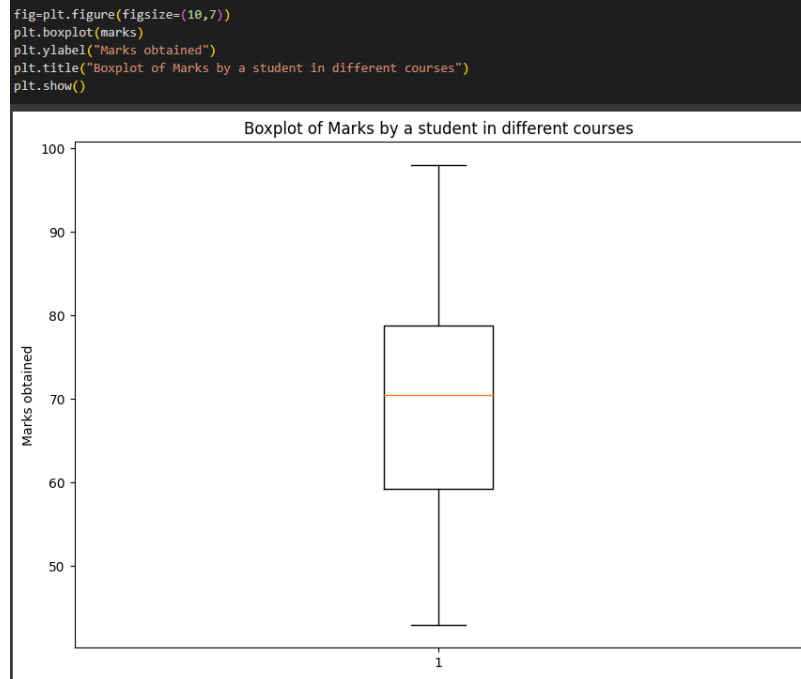 fig=plt.figure(figsize=(10,7))
plt.boxplot(marks)
plt.ylabel("Marks obtained")
plt.title("Boxplot of Marks by a student in different courses")
plt.show()
Boxplot of Marks by a student in different courses
100
90
80
70
60
50
Marks obtained
1